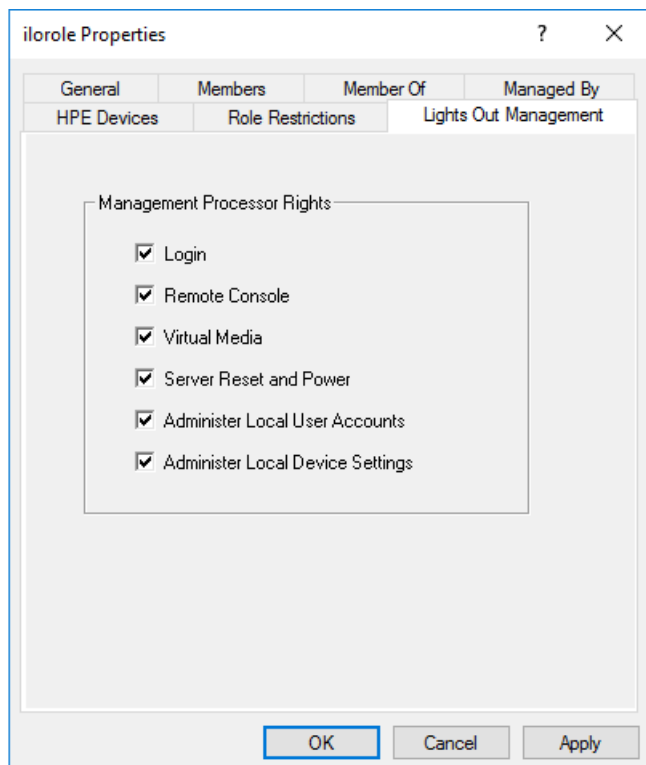 ilorole Properties
General Members Member Of Managed By
HPE Devices Role Restrictions Lights Out Management
Management Processor Rights
Login
Remote Console
Virtual Media
Server Reset and Power
Administer Local User Accounts
Administer Local Device Settings
OK Cancel Apply